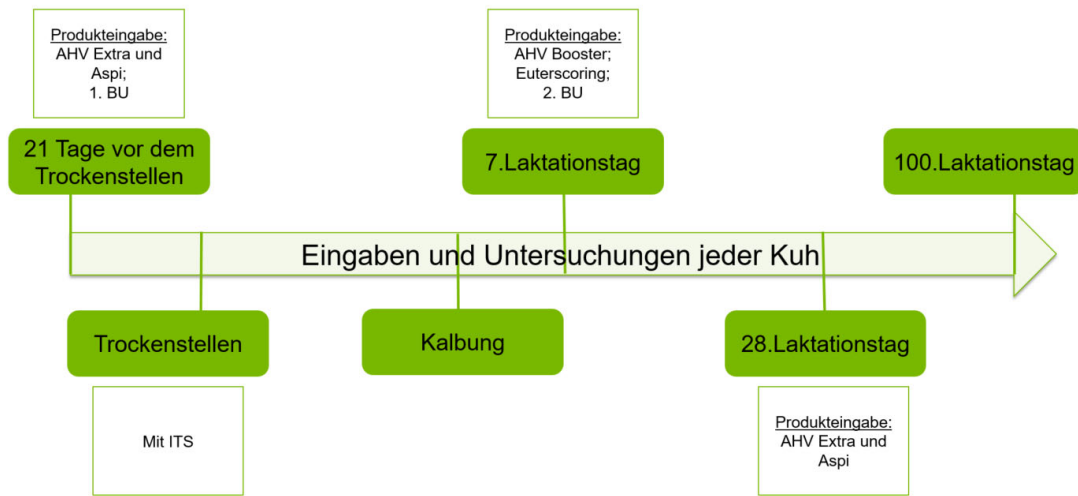 Produkteingabe:
AHV Extra und
Aspi;
1. BU
Produkteingabe:
AHV Booster;
Euterscoring;
2. BU
21 Tage vor dem
Trockenstellen
7.Laktationstag
100.Laktationstag
Eingaben und Untersuchungen jeder Kuh
Trockenstellen
Kalbung
28.Laktationstag
Mit ITS
Produkteingabe:
AHV Extra und
Aspi